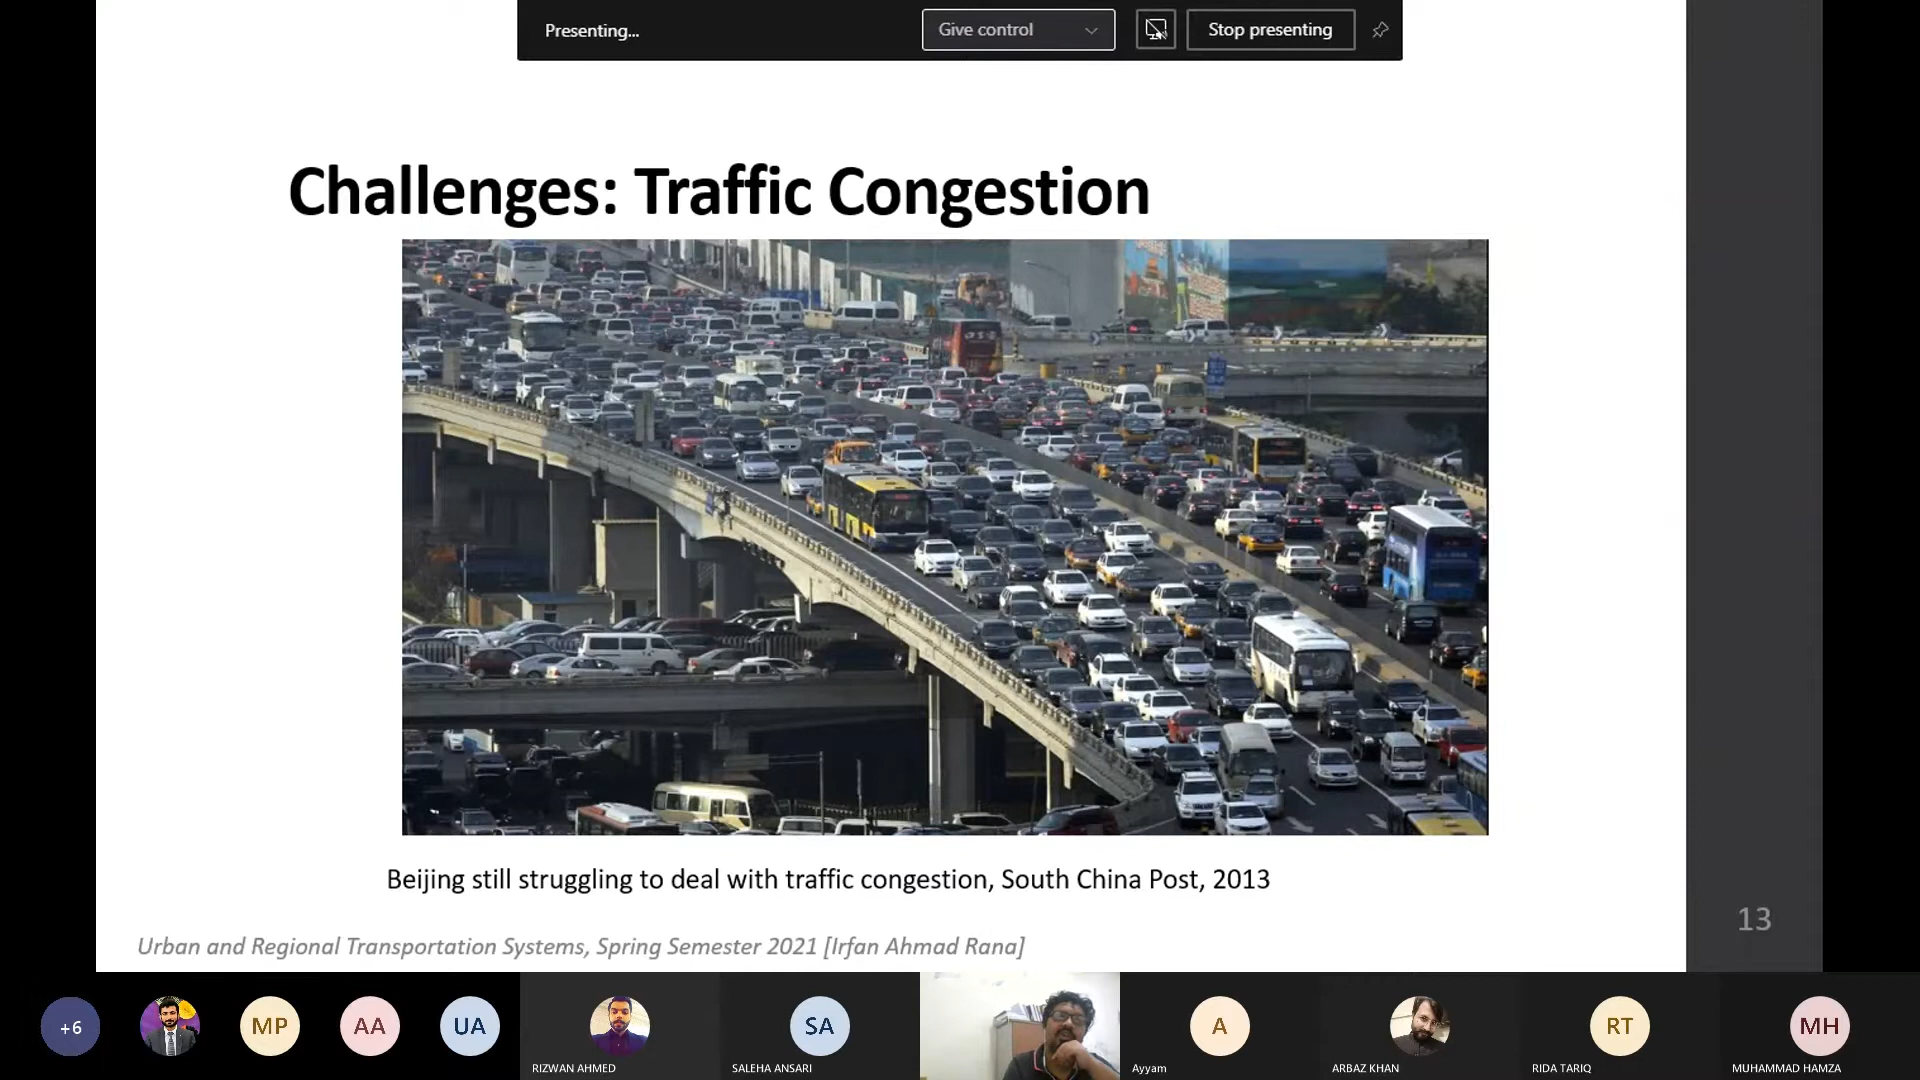 Presenting...
Give control
Stop presenting
Challenges: Traffic Congestion
Beijing still struggling to deal with traffic congestion, South China Post, 2013
13
Urban and Regional Transportation Systems, Spring Semester 2021 [Irfan Ahmad Rana]
+6
MP
AA
UA
RIZWAN AHMED
SA
SALEHA ANSARI
A
Ayyam
ARBAZ KHAN
RT
RIDA TARIQ
MH
MUHAMMAD HAMZA